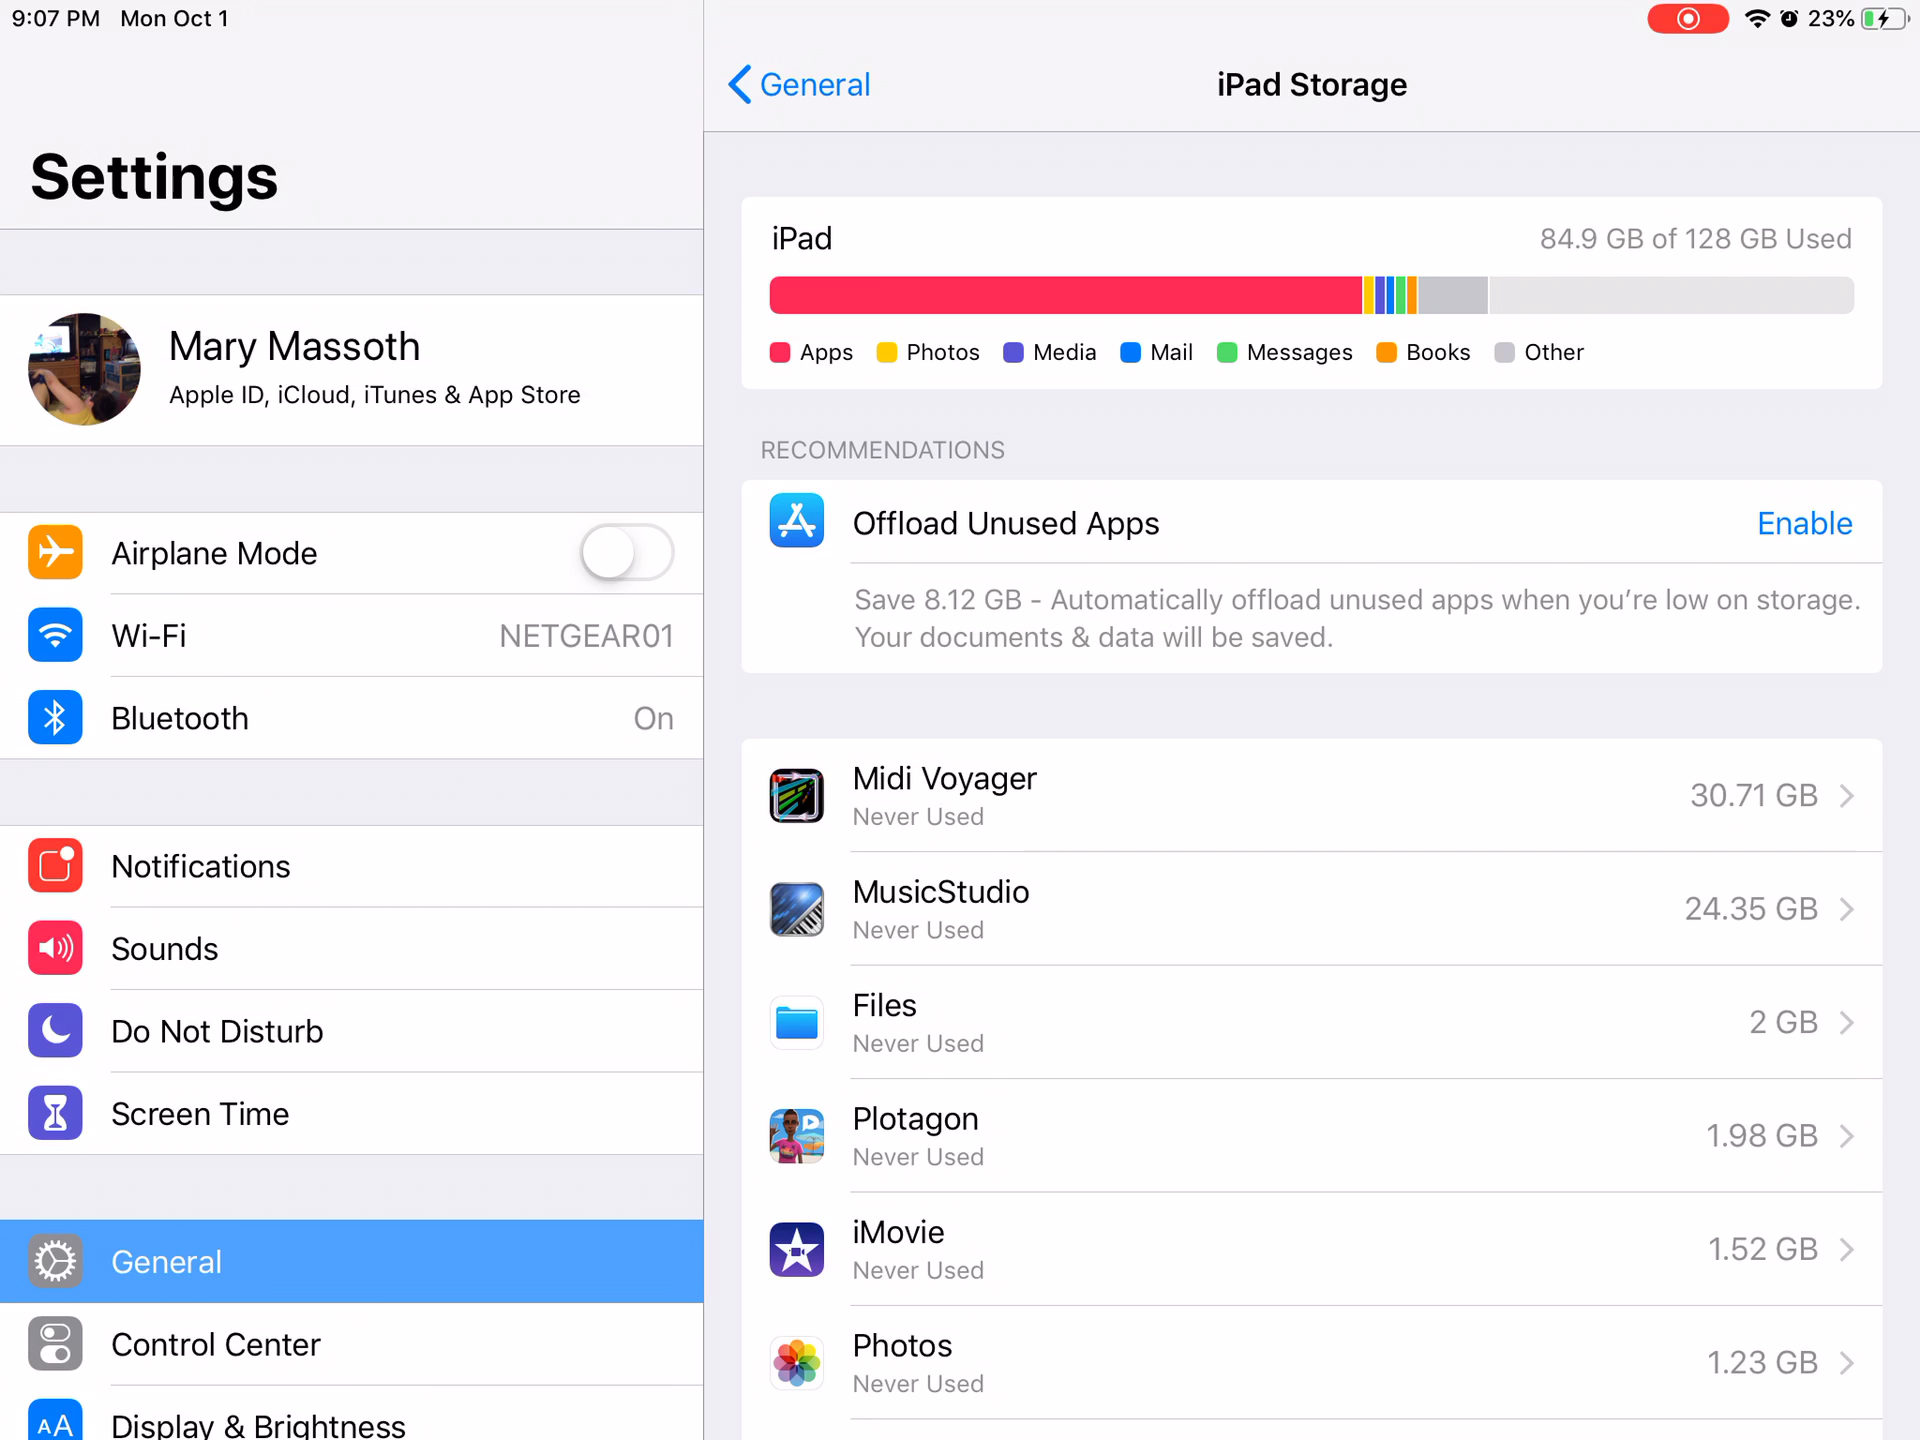 9:07 PM Mon Oct 1
23%
Settings
Mary Massoth
Apple ID, iCloud, iTunes & App Store
Airplane Mode
Wi-Fi NETGEAR01
Bluetooth On
Notifications
Sounds
Do Not Disturb
Screen Time
General
Control Center
AA Display & Brightness
General
iPad Storage
iPad 84.9 GB of 128 GB Used
Apps Photos Media Mail Messages Books Other
RECOMMENDATIONS
Offload Unused Apps Enable
Save 8.12 GB - Automatically offload unused apps when you’re low on storage.
Your documents & data will be saved.
Midi Voyager 30.71 GB
Never Used
MusicStudio 24.35 GB
Never Used
Files 2 GB
Never Used
Plotagon 1.98 GB
Never Used
iMovie 1.52 GB
Never Used
Photos 1.23 GB
Never Used